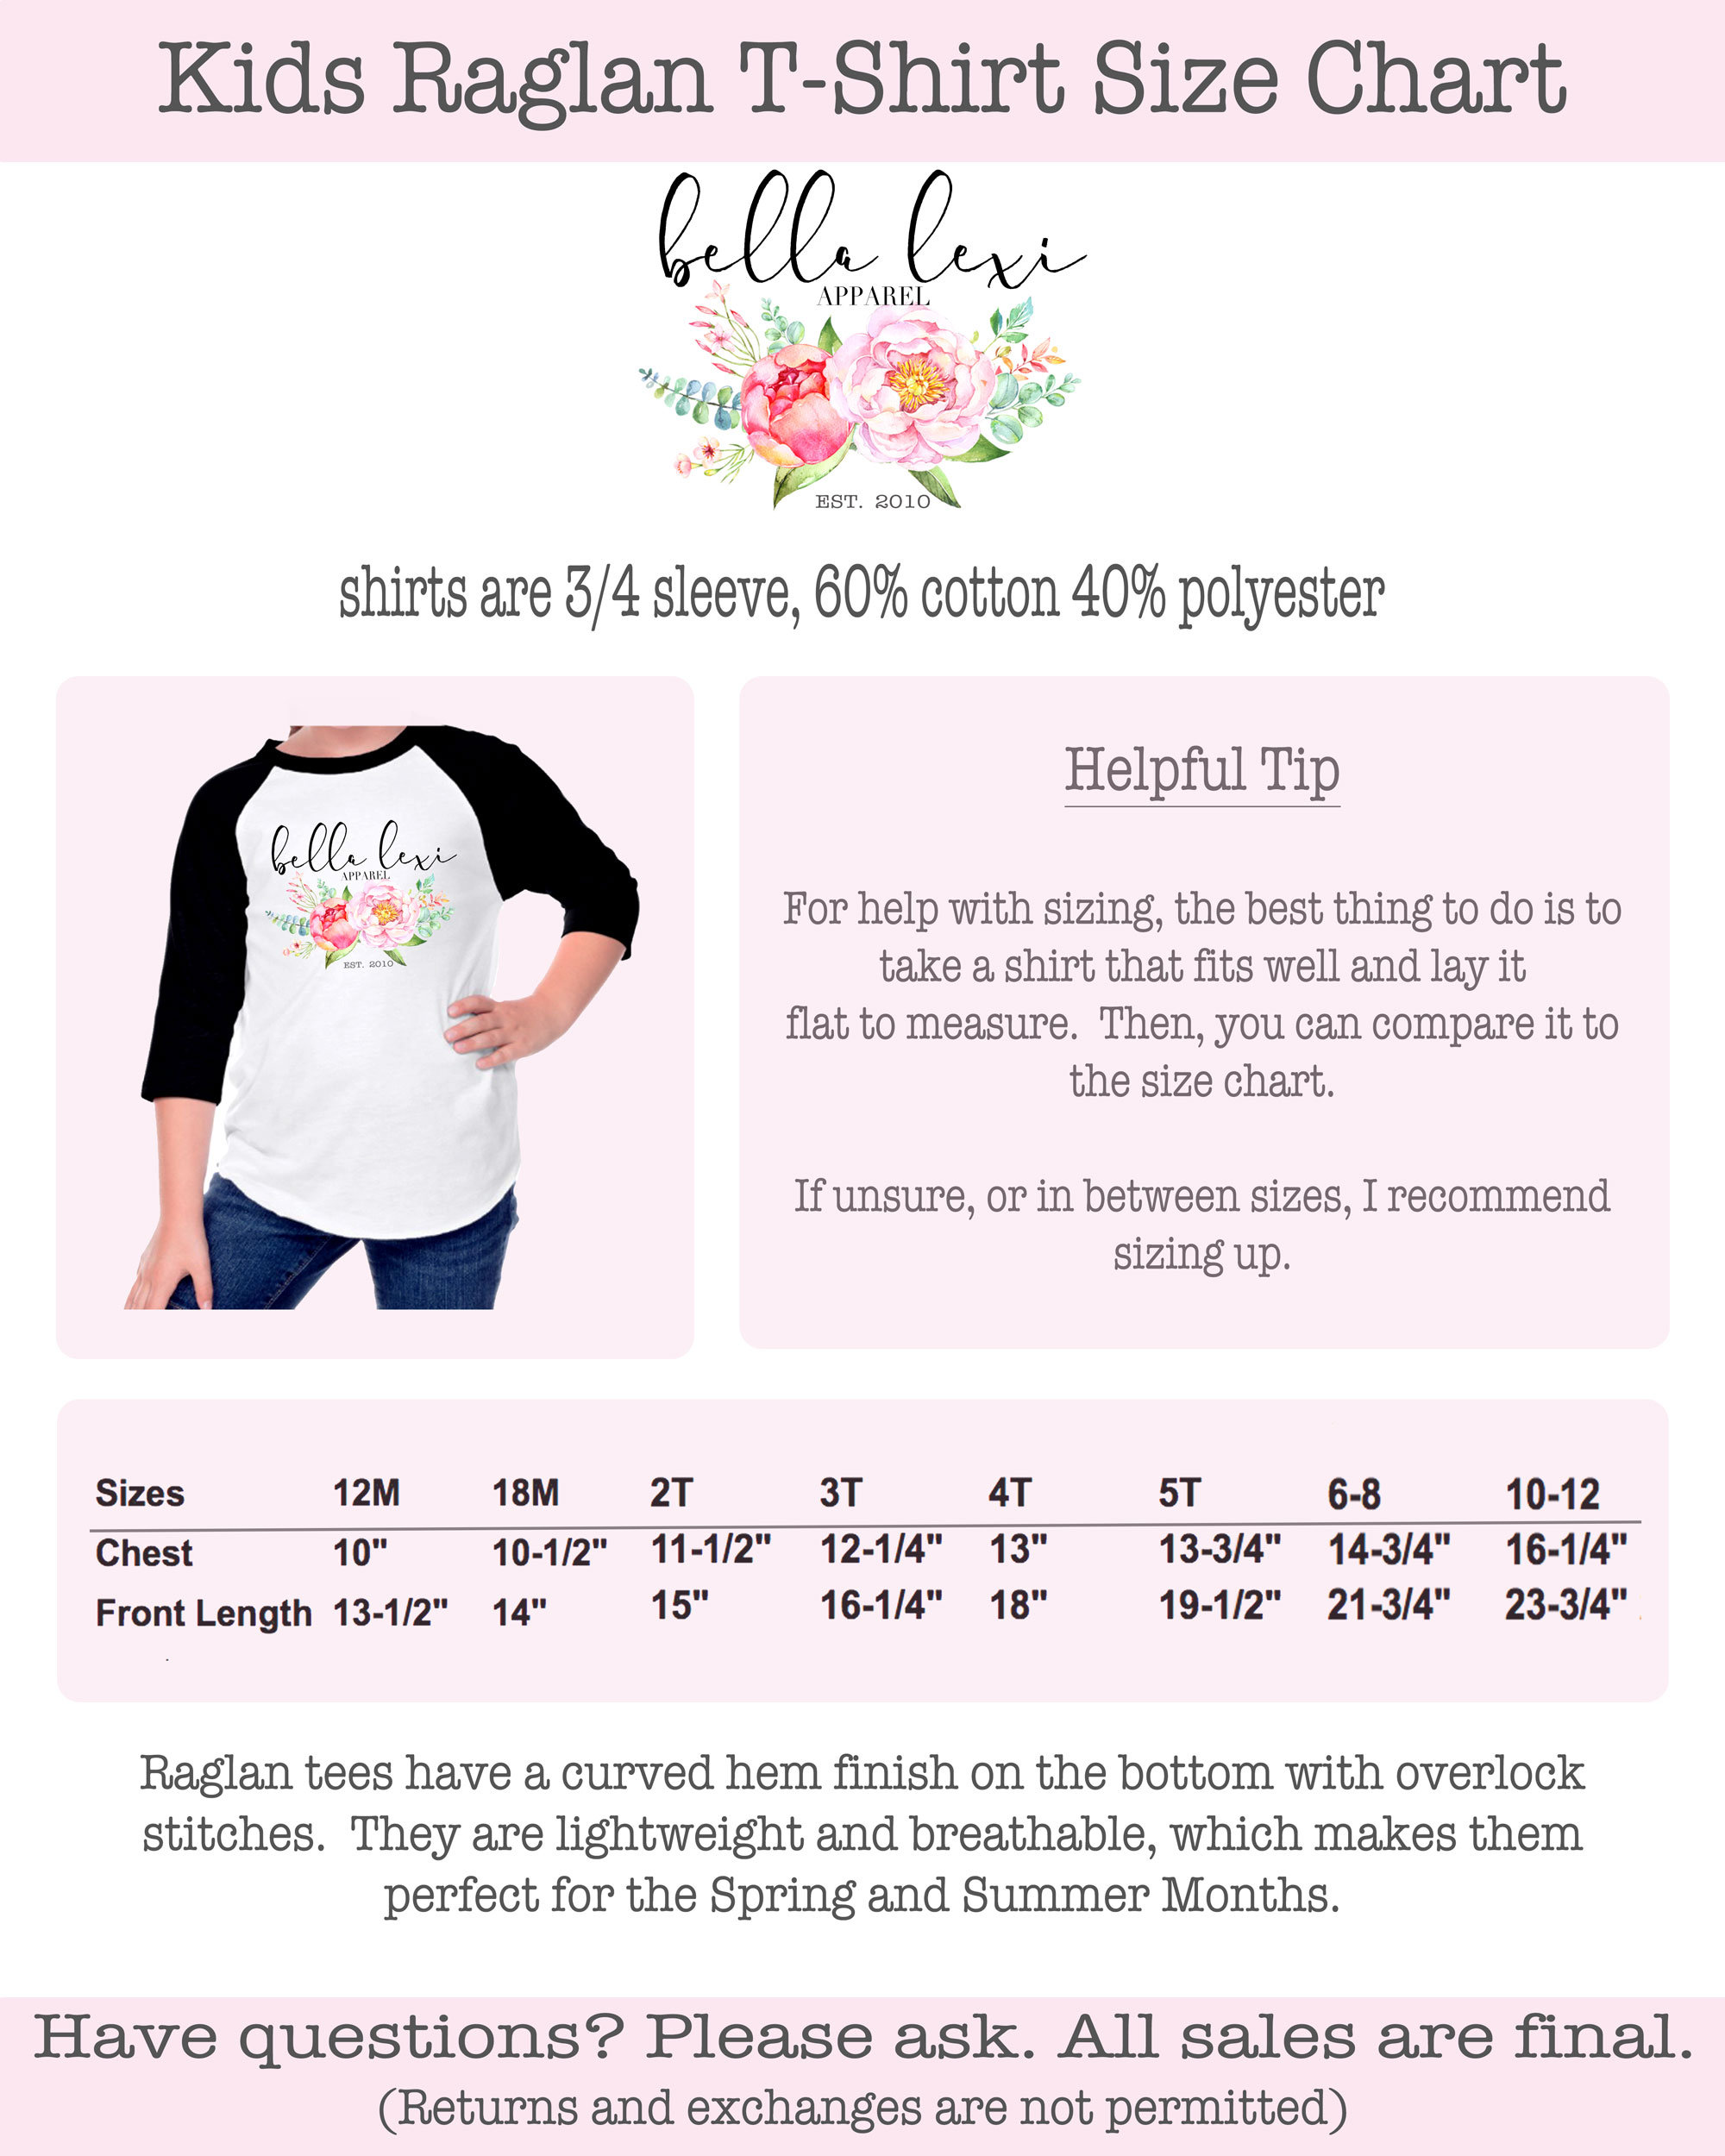 Kids Raglan T-Shirt Size Chart
bella lexi
APPAREL
EST. 2010
shirts are 3/4 sleeve, 60% cotton 40% polyester
bella lexi
APPAREL
EST. 2010
Helpful Tip
For help with sizing, the best thing to do is to
take a shirt that fits well and lay it
flat to measure.  Then, you can compare it to
the size chart.
If unsure, or in between sizes, I recommend
sizing up.
Sizes 12M 18M 2T 3T 4T 5T 6-8 10-12
Chest 10" 10-1/2" 11-1/2" 12-1/4" 13" 13-3/4" 14-3/4" 16-1/4"
Front Length 13-1/2" 14" 15" 16-1/4" 18" 19-1/2" 21-3/4" 23-3/4"
Raglan tees have a curved hem finish on the bottom with overlock
stitches.  They are lightweight and breathable, which makes them
perfect for the Spring and Summer Months.
Have questions? Please ask. All sales are final.
(Returns and exchanges are not permitted)